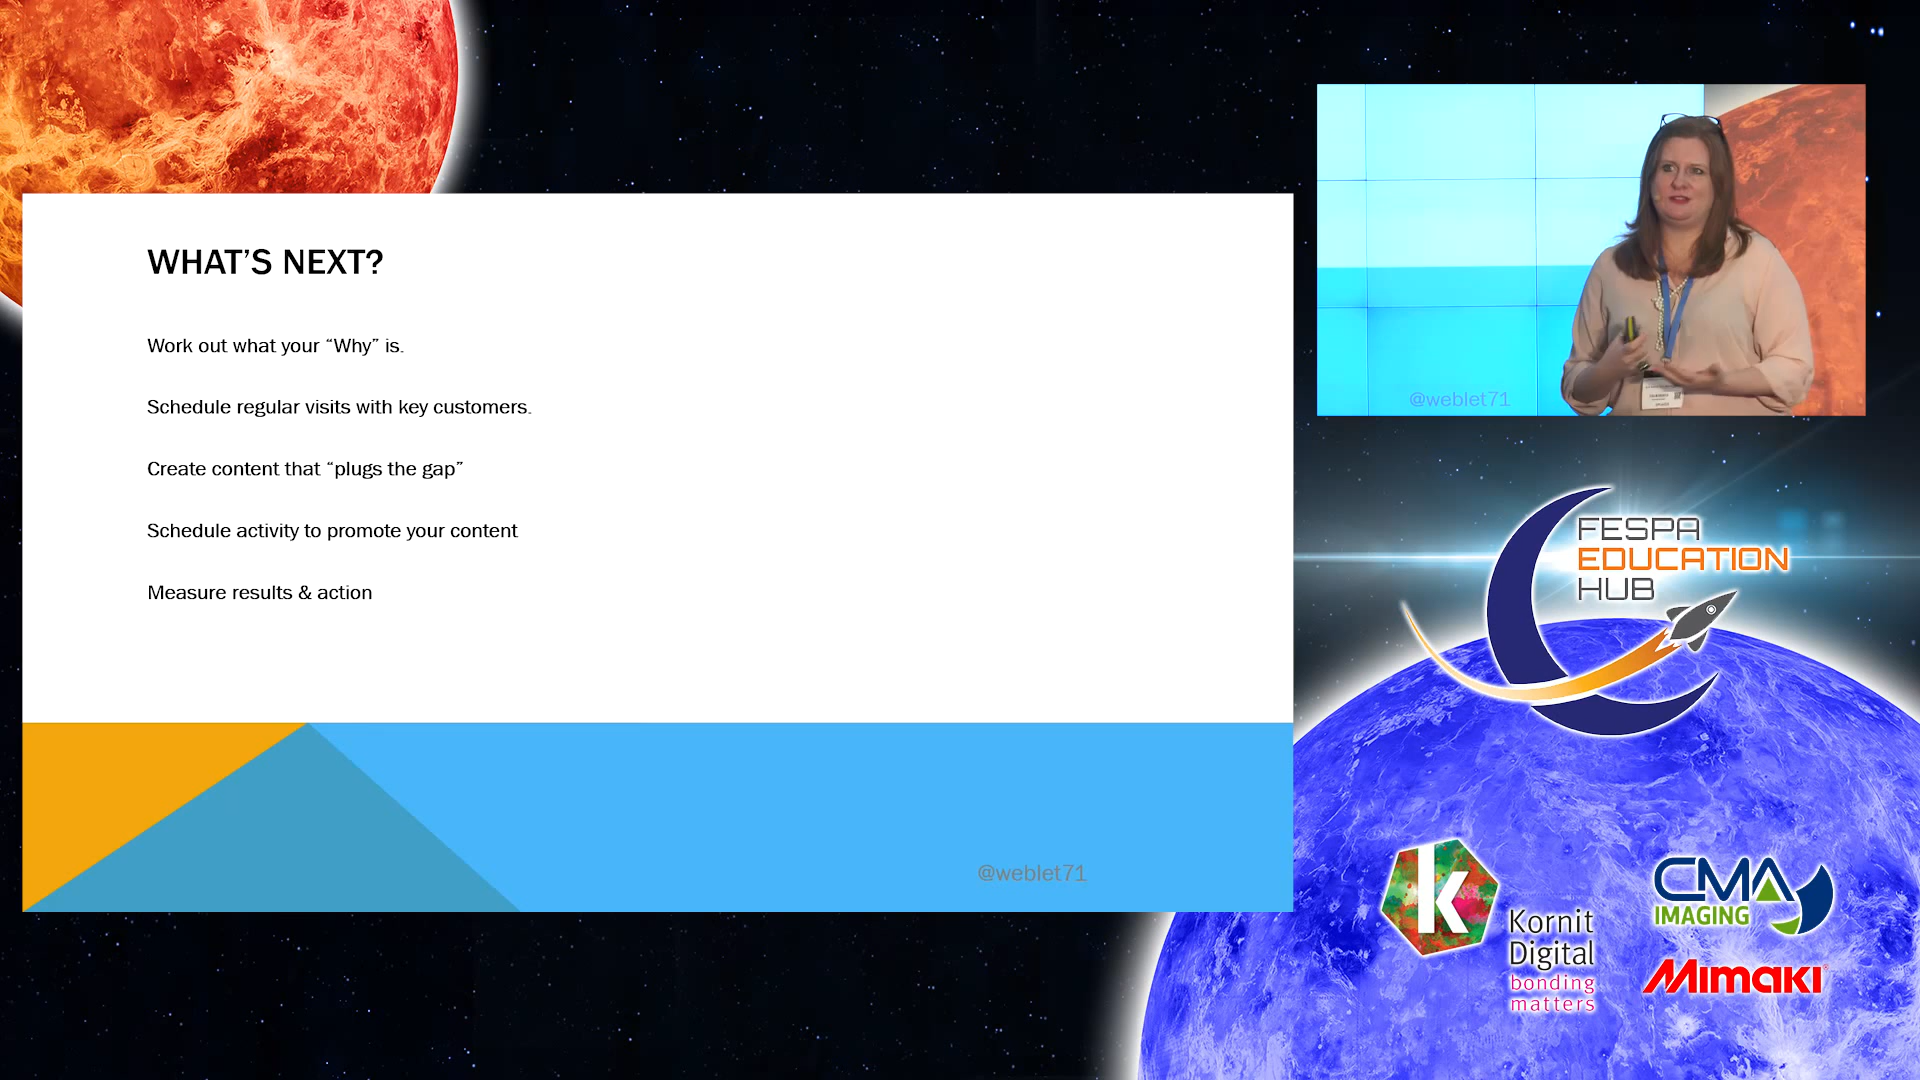 WHAT’S NEXT?
Work out what your “Why” is.
Schedule regular visits with key customers.
Create content that “plugs the gap”
Schedule activity to promote your content
Measure results & action
@weblet71
@weblet71
FESPA
EDUCATION
HUB
k
Kornit
Digital
bonding
matters
CMA
IMAGING
Mimaki